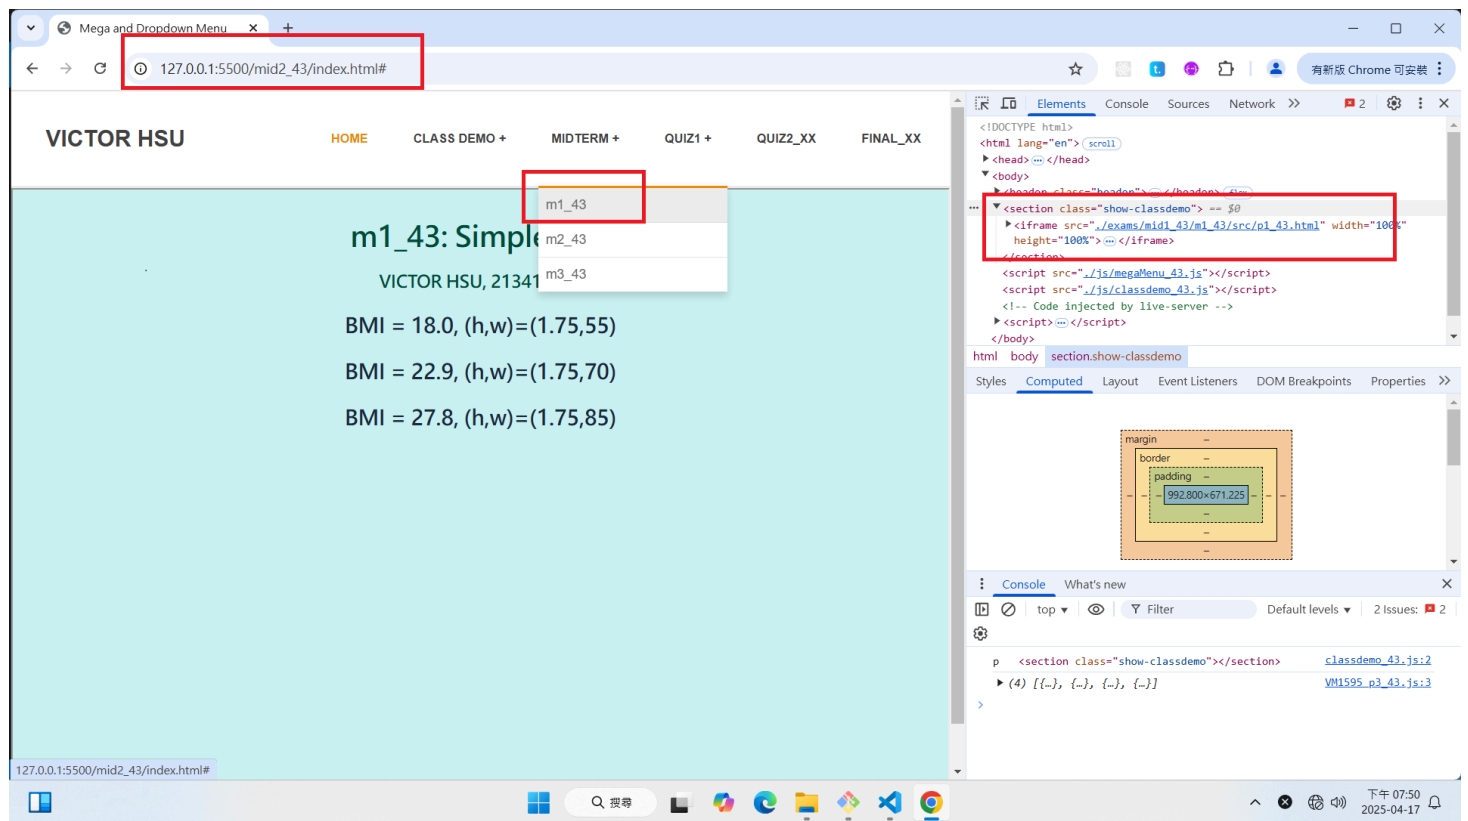 Mega and Dropdown Menu
127.0.0.1:5500/mid2_43/index.html#
有新版 Chrome 可安裝
VICTOR HSU
HOME
CLASS DEMO +
MIDTERM +
QUIZ1 +
QUIZ2_XX
FINAL_XX
m1_43
m2_43
m3_43
m1_43: Simple
VICTOR HSU, 21341
BMI = 18.0, (h,w)=(1.75,55)
BMI = 22.9, (h,w)=(1.75,70)
BMI = 27.8, (h,w)=(1.75,85)
127.0.0.1:5500/mid2_43/index.html#
Elements Console Sources Network 2
<!DOCTYPE html>
<html lang="en"> scroll
<head> … </head>
<body>
<header class="header"> … </header> flex
<section class="show-classdemo"> == $0
<iframe src="./exams/mid1_43/m1_43/src/p1_43.html" width="100%"
height="100%"> … </iframe>
</section>
<script src="./js/megaMenu_43.js"></script>
<script src="./js/classdemo_43.js"></script>
<!-- Code injected by live-server -->
<script> … </script>
</body>
html body section.show-classdemo
Styles Computed Layout Event Listeners DOM Breakpoints Properties
margin –
border –
padding –
– – – 992.800×671.225 – – –
–
–
–
Console What's new
top Filter Default levels 2 Issues: 2
p <section class="show-classdemo"></section> classdemo_43.js:2
(4) [{…}, {…}, {…}, {…}] VM1595 p3_43.js:3
搜尋
下午 07:50
2025-04-17